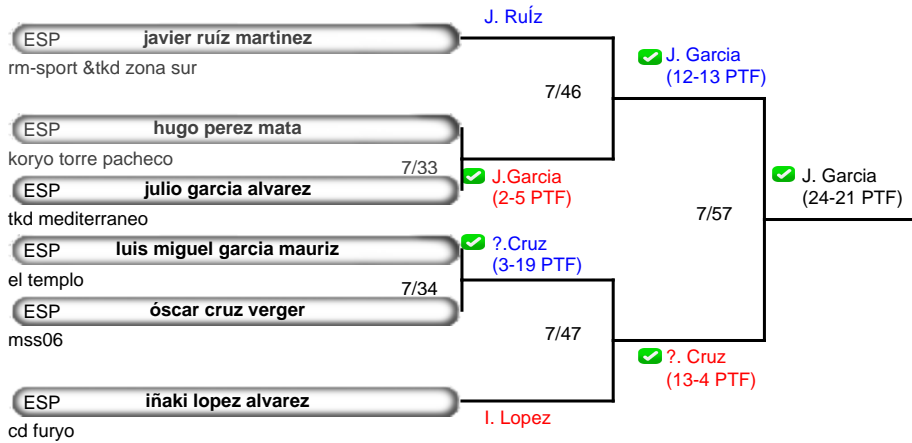 J. RuÍz
ESP javier ruíz martinez
rm-sport &tkd zona sur
J. Garcia
(12-13 PTF)
7/46
ESP hugo perez mata
koryo torre pacheco
7/33
J.Garcia
(2-5 PTF)
ESP julio garcia alvarez
tkd mediterraneo
J. Garcia
(24-21 PTF)
7/57
ESP luis miguel garcia mauriz
el templo
?.Cruz
(3-19 PTF)
7/34
ESP óscar cruz verger
mss06
7/47
?. Cruz
(13-4 PTF)
ESP iñaki lopez alvarez
cd furyo
I. Lopez